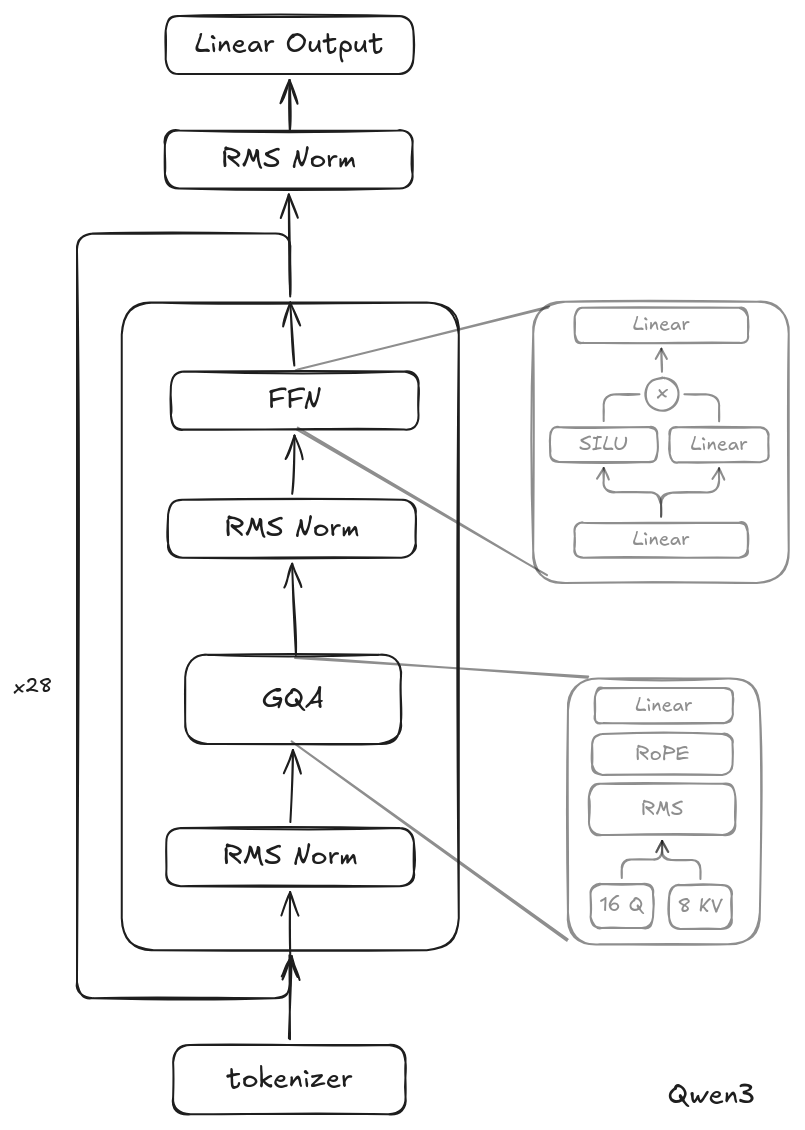 Linear Output
RMS Norm
FFN
RMS Norm
GQA
RMS Norm
tokenizer
x28
Linear
x
SILU
Linear
Linear
Linear
RoPE
RMS
16 Q
8 KV
Qwen3